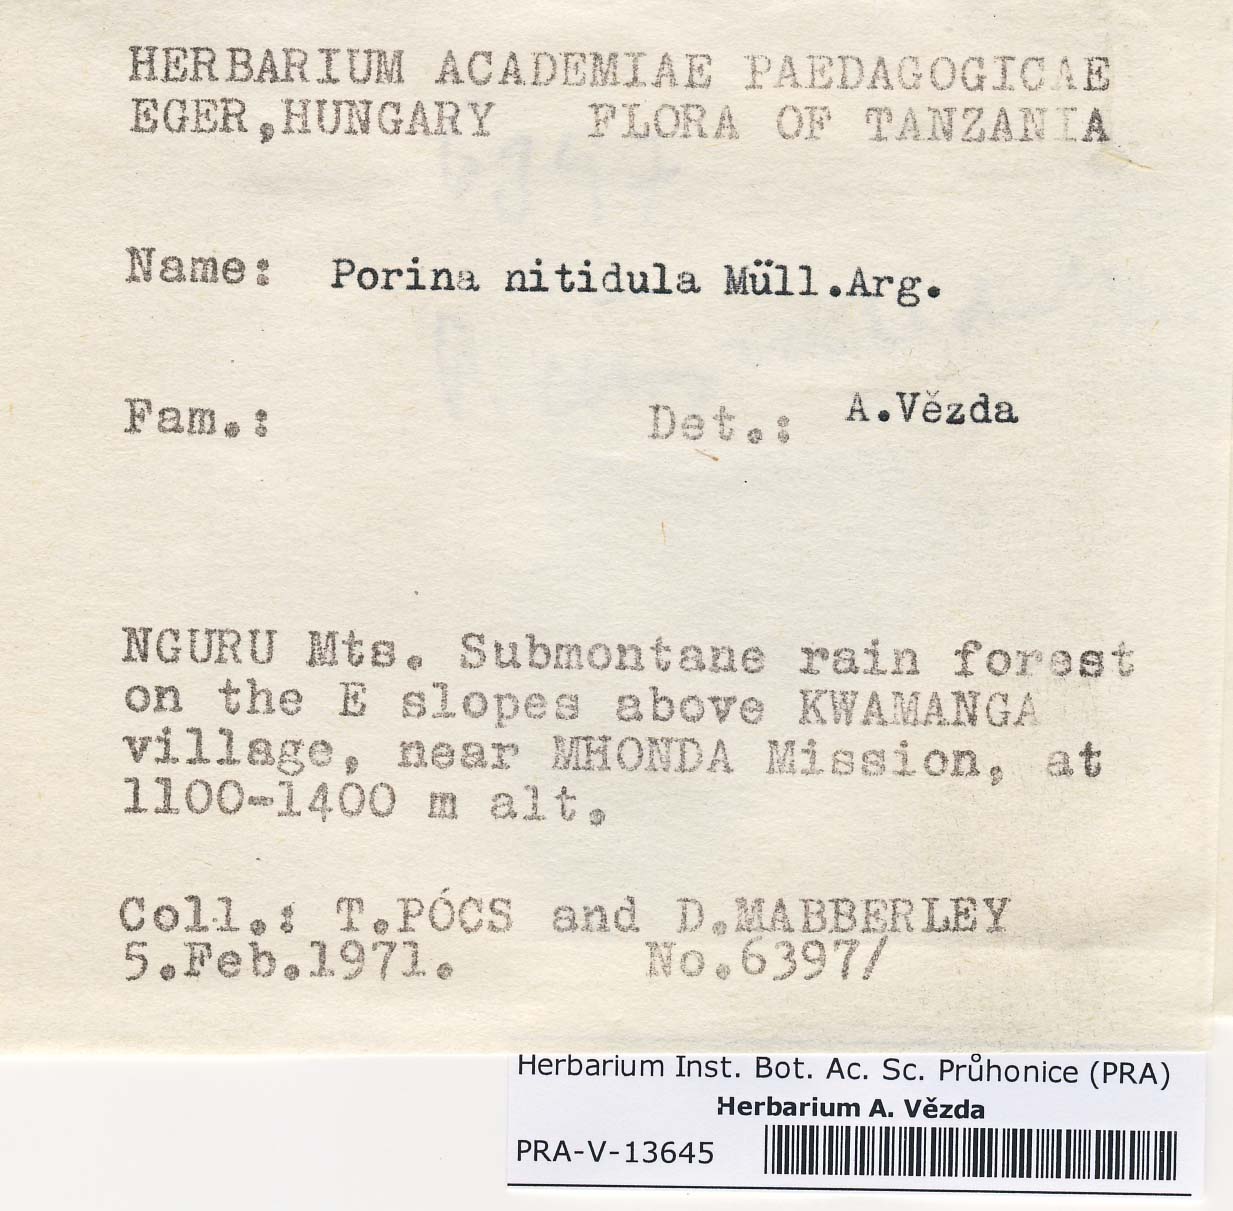 HERBARIUM ACADEMIAE PAEDAGOGICAE
EGER,HUNGARY FLORA OF TANZANIA
Name: Porina nitidula Müll.Arg.
Fam.: Det.: A.Vězda
NGURU Mts. Submontane rain forest
on the E slopes above KWAMANGA
village, near MHONDA Mission, at
1100-1400 m alt.
Coll.: T.PÓCS and D.MABBERLEY
5.Feb.1971. No.6397/
Herbarium Inst. Bot. Ac. Sc. Průhonice (PRA)
Herbarium A. Vězda
PRA-V-13645